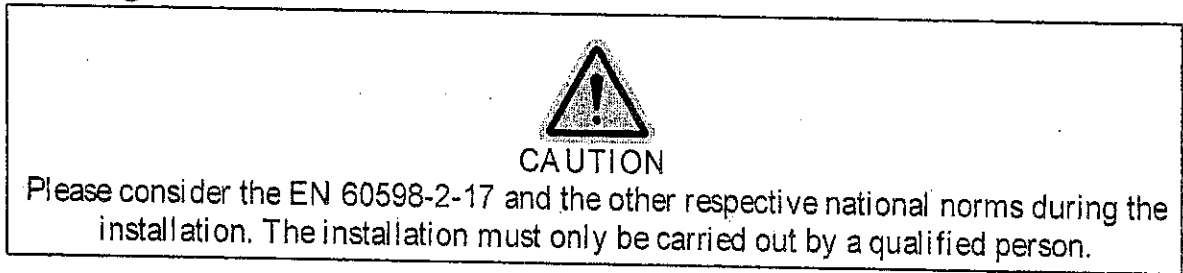 CAUTION
Please consider the EN 60598-2-17 and the other respective national norms during the
installation. The installation must only be carried out by a qualified person.